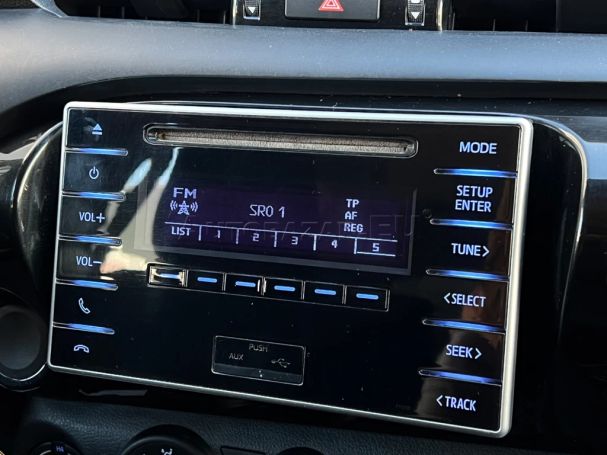 MODE
SETUP
ENTER
VOL+
FM
SRO 1
TP
AF
REG
LIST 1 2 3 4 5
TUNE>
VOL-
<SELECT
PUSH
AUX
SEEK>
<TRACK